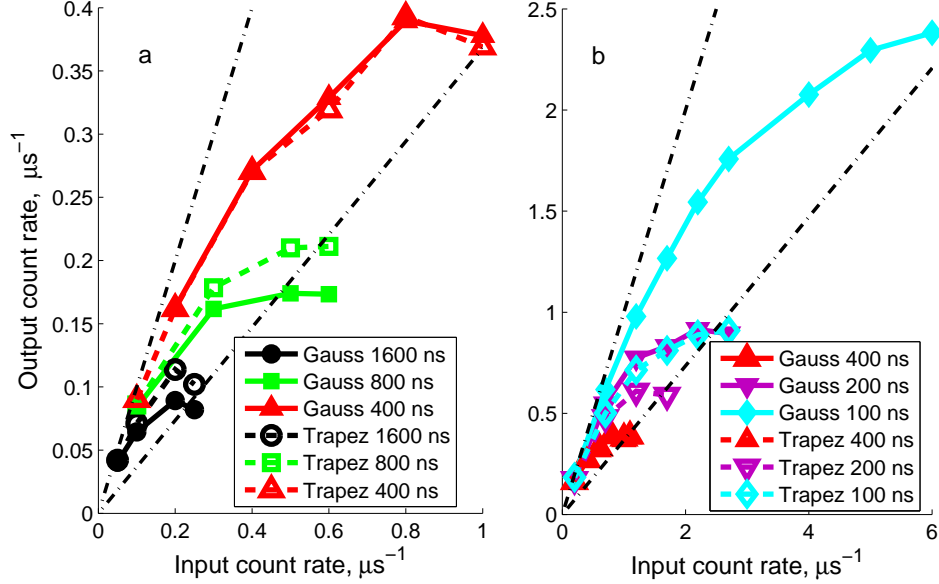 a
0.4
0.35
0.3
0.25
0.2
0.15
0.1
0.05
0
0
0.2
0.4
0.6
0.8
1
Output count rate, μs⁻¹
Input count rate, μs⁻¹
Gauss 1600 ns
Gauss 800 ns
Gauss 400 ns
Trapez 1600 ns
Trapez 800 ns
Trapez 400 ns
b
2.5
2
1.5
1
0.5
0
0
2
4
6
Input count rate, μs⁻¹
Gauss 400 ns
Gauss 200 ns
Gauss 100 ns
Trapez 400 ns
Trapez 200 ns
Trapez 100 ns